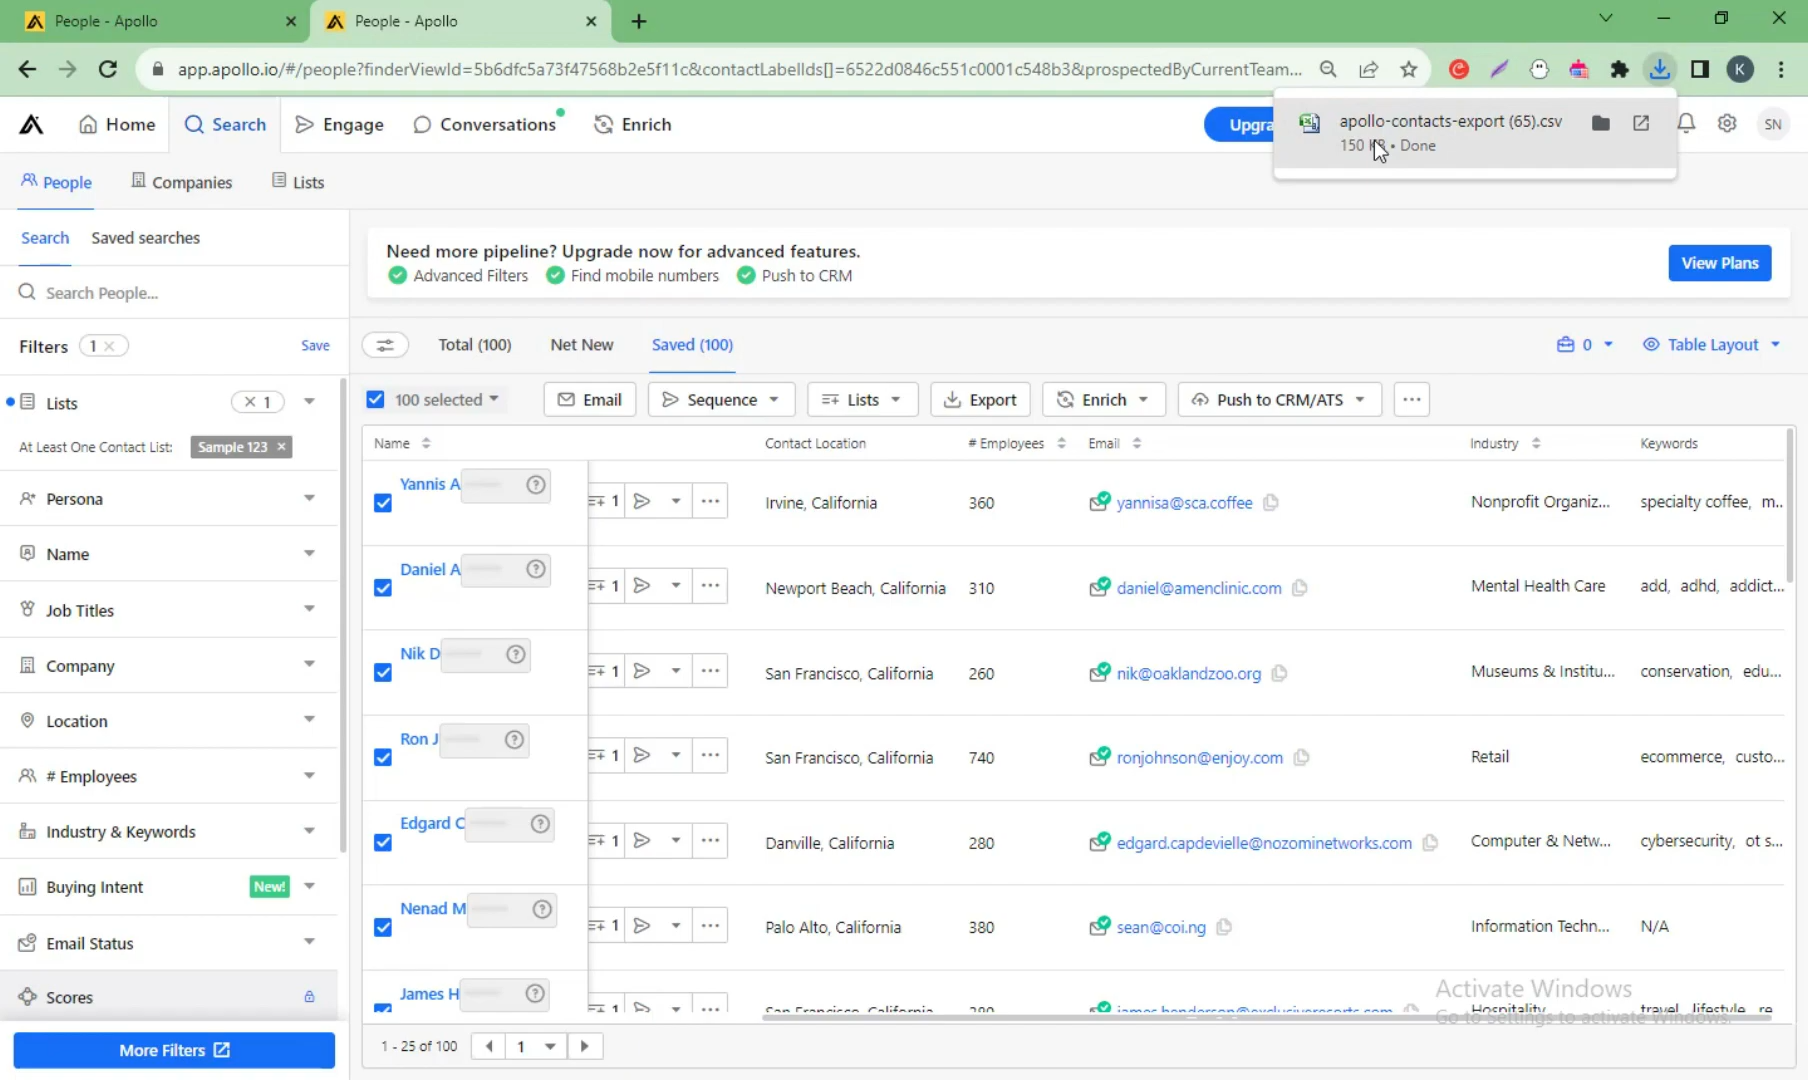 People - Apollo
People - Apollo
app.apollo.io/#/people?finderViewId=5b6dfc5a73f47568b2e5f11c&contactLabelIds[]=6522d0846c551c0001c548b3&prospectedByCurrentTeam...
K
Home
Search
Engage
Conversations
Enrich
Upgra
apollo-contacts-export (65).csv
150 KB • Done
SN
People
Companies
Lists
Search
Saved searches
Need more pipeline? Upgrade now for advanced features.
Advanced Filters
Find mobile numbers
Push to CRM
View Plans
Search People...
Filters
1
Save
Total (100)
Net New
Saved (100)
0
Table Layout
Lists
1
At Least One Contact List:
Sample 123
Persona
Name
Job Titles
Company
Location
# Employees
Industry & Keywords
Buying Intent
New!
Email Status
Scores
More Filters
100 selected
Email
Sequence
Lists
Export
Enrich
Push to CRM/ATS
Name
Contact Location
# Employees
Email
Industry
Keywords
Yannis A
1
Irvine, California
360
yannisa@sca.coffee
Nonprofit Organiz...
specialty coffee, m..
Daniel A
1
Newport Beach, California
310
daniel@amenclinic.com
Mental Health Care
add, adhd, addict...
Nik D
1
San Francisco, California
260
nik@oaklandzoo.org
Museums & Institu...
conservation, edu...
Ron J
1
San Francisco, California
740
ronjohnson@enjoy.com
Retail
ecommerce, custo...
Edgard C
1
Danville, California
280
edgard.capdevielle@nozominetworks.com
Computer & Netw...
cybersecurity, ot s...
Nenad M
1
Palo Alto, California
380
sean@coi.ng
Information Techn...
N/A
James H
1
San Francisco, California
james.henderson@exclusiveresorts.com
Hospitality
travel, lifestyle, re
Activate Windows
Go to Settings to activate Windows.
1 - 25 of 100
1